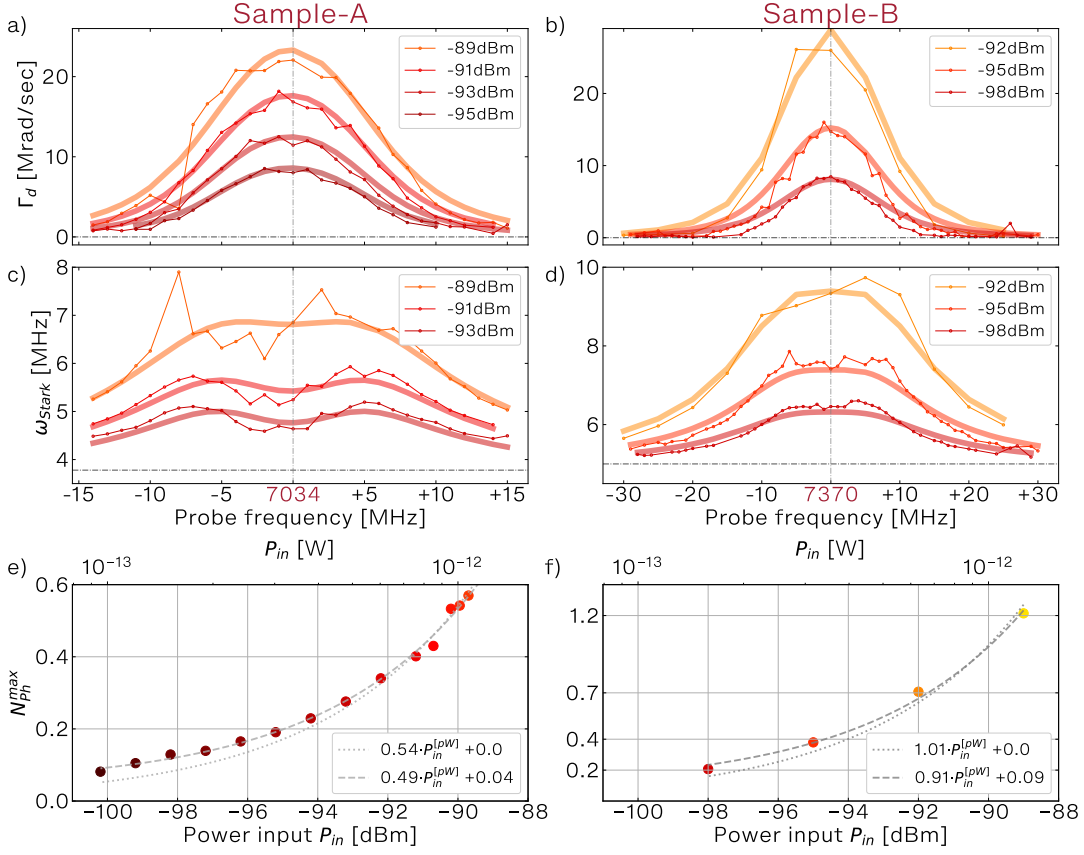 Sample-A
Sample-B
a)
-89dBm
-91dBm
-93dBm
-95dBm
Γd [Mrad/sec]
20
10
0
b)
-92dBm
-95dBm
-98dBm
20
10
0
c)
-89dBm
-91dBm
-93dBm
ωStark [MHz]
8
7
6
5
4
-15 -10 -5 7034 +5 +10 +15
Probe frequency [MHz]
d)
-92dBm
-95dBm
-98dBm
10
8
6
-30 -20 -10 7370 +10 +20 +30
Probe frequency [MHz]
e)
Pin [W]
10⁻¹³ 10⁻¹²
N_Ph^max
0.6
0.4
0.2
0.0
0.54·Pin^[pW] +0.0
0.49·Pin^[pW] +0.04
−100 −98 −96 −94 −92 −90 −88
Power input Pin [dBm]
f)
Pin [W]
10⁻¹³ 10⁻¹²
1.2
0.7
0.4
0.2
1.01·Pin^[pW] +0.0
0.91·Pin^[pW] +0.09
−100 −98 −96 −94 −92 −90 −88
Power input Pin [dBm]